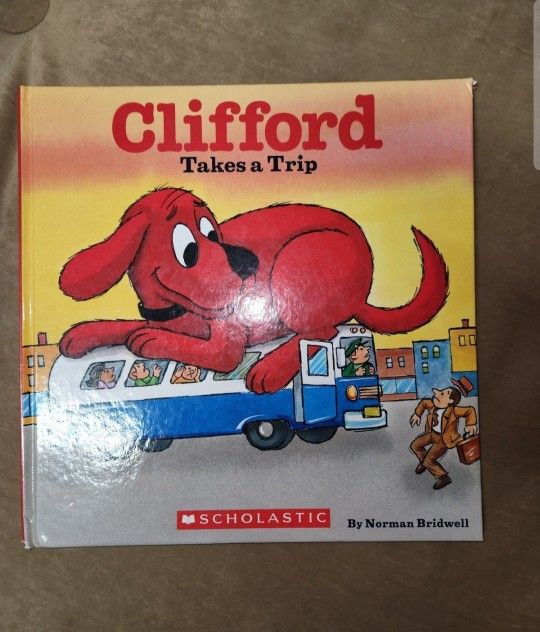 Clifford
Takes a Trip
SCHOLASTIC
By Norman Bridwell